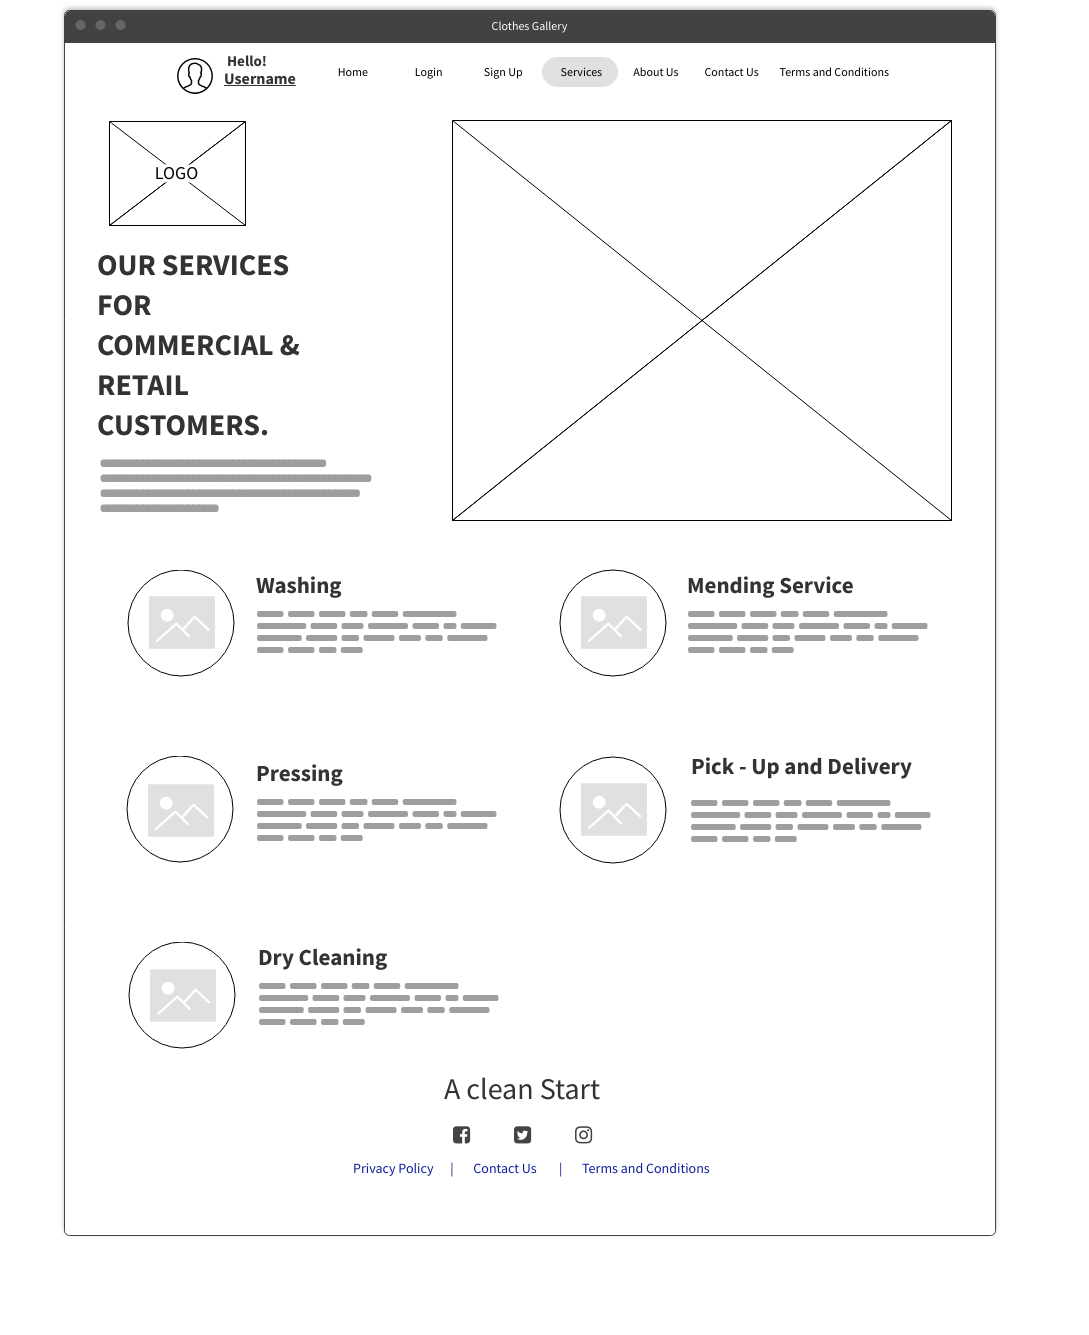 Clothes Gallery
Hello!
Username
Home Login Sign Up Services About Us Contact Us Terms and Conditions
LOGO
OUR SERVICES
FOR
COMMERCIAL &
RETAIL
CUSTOMERS.
Washing
Mending Service
Pressing
Pick - Up and Delivery
Dry Cleaning
A clean Start
Privacy Policy | Contact Us | Terms and Conditions